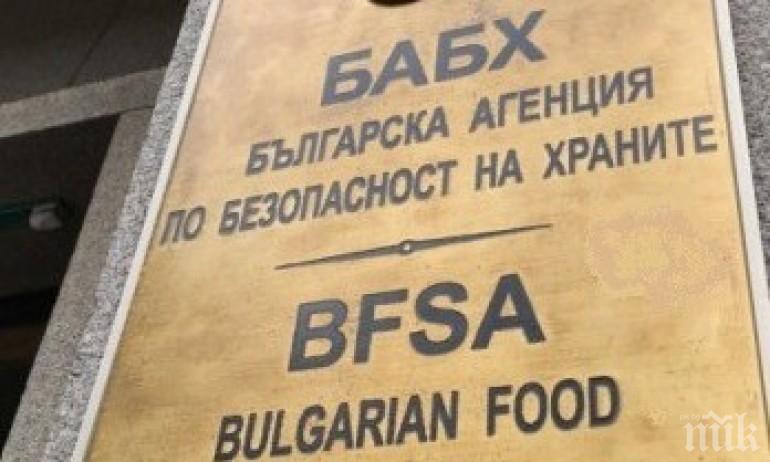 БАБХ
БЪЛГАРСКА АГЕНЦИЯ
ПО БЕЗОПАСНОСТ НА ХРАНИТЕ
BFSA
BULGARIAN FOOD